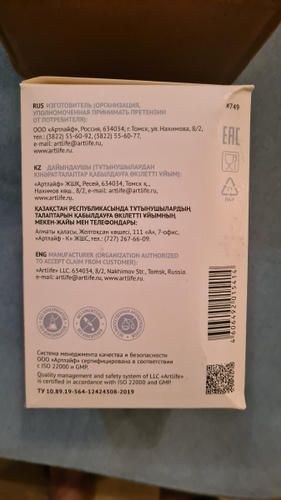 RUS ИЗГОТОВИТЕЛЬ (ОРГАНИЗАЦИЯ,
УПОЛНОМОЧЕННАЯ ПРИНИМАТЬ ПРЕТЕНЗИИ
ОТ ПОТРЕБИТЕЛЯ):
ООО «Артлайф», Россия, 634034, г. Томск, ул. Нахимова, 8/2,
тел.: (3822) 55-60-92, (3822) 55-60-77,
e-mail: artlife@artlife.ru,
www.artlife.ru.
#749
EAC
KZ ДАЙЫНДАУШЫ (ТҰТЫНУШЫЛАРДАН
КІНӘРАТ-ТАЛАПТАР ҚАБЫЛДАУҒА ӨКІЛЕТТІ ҰЙЫМ):
«Артлайф» ЖШҚ, Ресей, 634034, Томск қ.,
Нахимов көш., 8/2, e-mail: artlife@artlife.ru,
www.artlife.ru.
ҚАЗАҚСТАН РЕСПУБЛИКАСЫНДА ТҰТЫНУШЫЛАРДЫҢ
ТАЛАПТАРЫН ҚАБЫЛДАУҒА ӨКІЛЕТТІ ҰЙЫМНЫҢ
МЕКЕН-ЖАЙЫ МЕН ТЕЛЕФОНДАРЫ:
Алматы қаласы, Желтоқсан көшесі, 111 «А», 7-офис,
«Артлайф - К» ЖШС, тел.: (727) 267-66-09.
ENG MANUFACTURER (ORGANIZATION AUTHORIZED
TO ACCEPT CLAIM FROM CUSTOMER):
«Artlife» LLC, 634034, 8/2, Nakhimov Str., Tomsk, Russia.
e-mail: artlife@artlife.ru,
www.artlife.ru.
4606492015414
Система менеджмента качества и безопасности
ООО «Артлайф» сертифицирована в соответствии
с ISO 22000 и GMP.
Quality management and safety system of LLC «Artlife»
is certified in accordance with ISO 22000 and GMP.
ТУ 10.89.19-564-12424308-2019